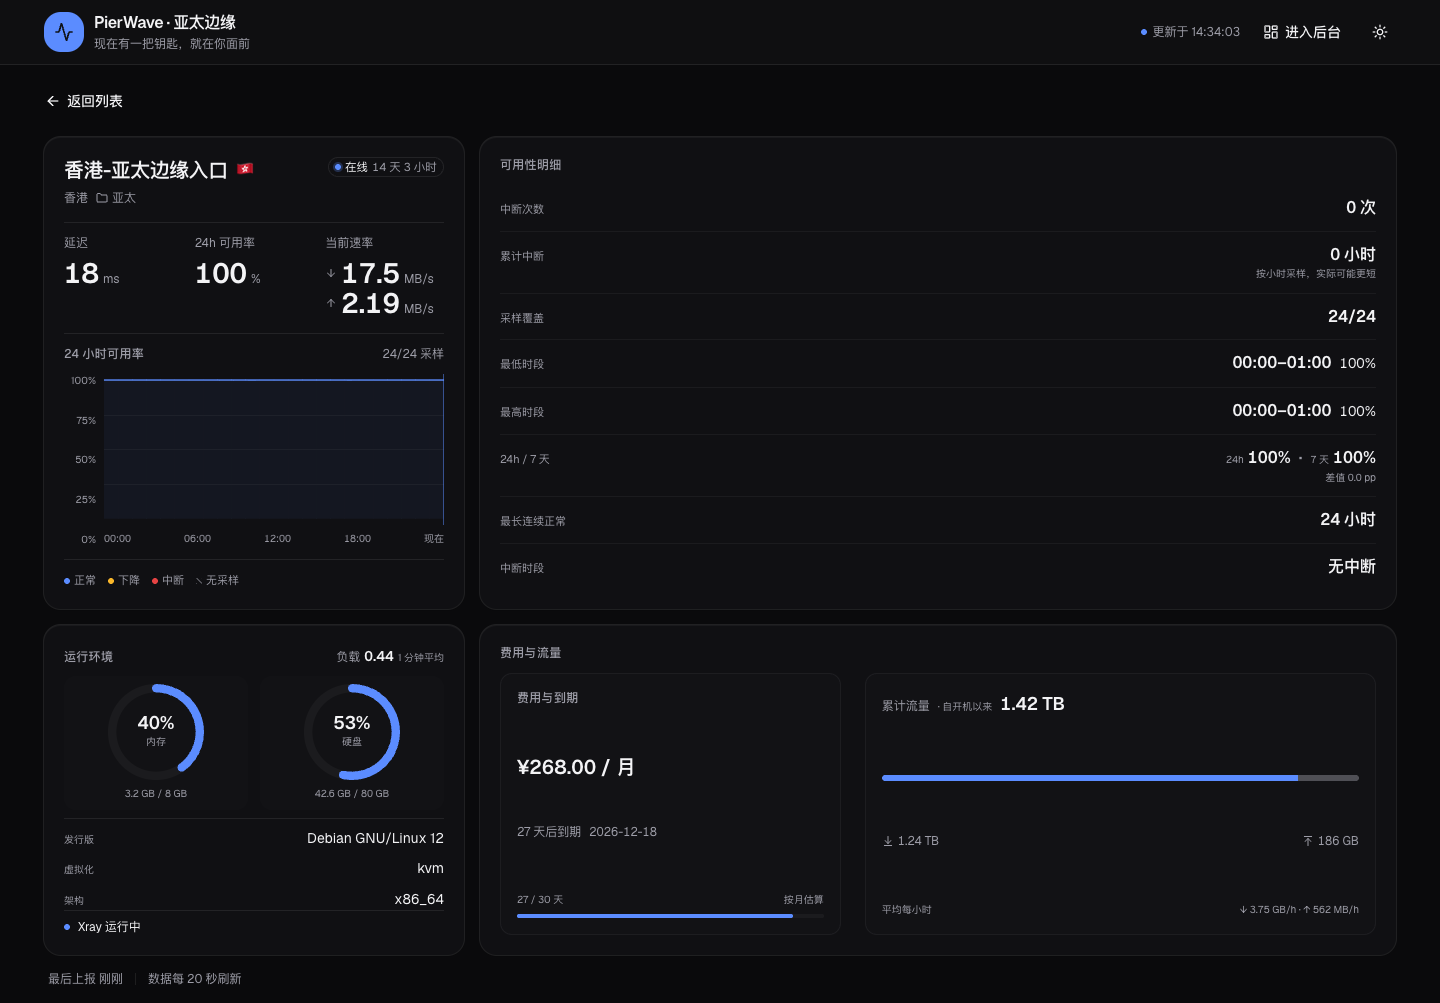 PierWave · 亚太边缘
现在有一把钥匙，就在你面前
更新于 14:34:03
进入后台
返回列表
香港-亚太边缘入口
在线 14 天 3 小时
香港 亚太
延迟
18 ms
24h 可用率
100 %
当前速率
↓ 17.5 MB/s
↑ 2.19 MB/s
24 小时可用率
24/24 采样
100%
75%
50%
25%
0%
00:00 06:00 12:00 18:00 现在
正常 下降 中断 无采样
可用性明细
中断次数 0 次
累计中断 0 小时
按小时采样，实际可能更短
采样覆盖 24/24
最低时段 00:00–01:00 100%
最高时段 00:00–01:00 100%
24h / 7 天 24h 100% · 7 天 100%
差值 0.0 pp
最长连续正常 24 小时
中断时段 无中断
运行环境
负载 0.44 1 分钟平均
40%
内存
3.2 GB / 8 GB
53%
硬盘
42.6 GB / 80 GB
发行版 Debian GNU/Linux 12
虚拟化 kvm
架构 x86_64
Xray 运行中
费用与流量
费用与到期
¥268.00 / 月
27 天后到期 2026-12-18
27 / 30 天 按月估算
累计流量 · 自开机以来 1.42 TB
↓ 1.24 TB
↑ 186 GB
平均每小时 ↓ 3.75 GB/h · ↑ 562 MB/h
最后上报 刚刚
数据每 20 秒刷新